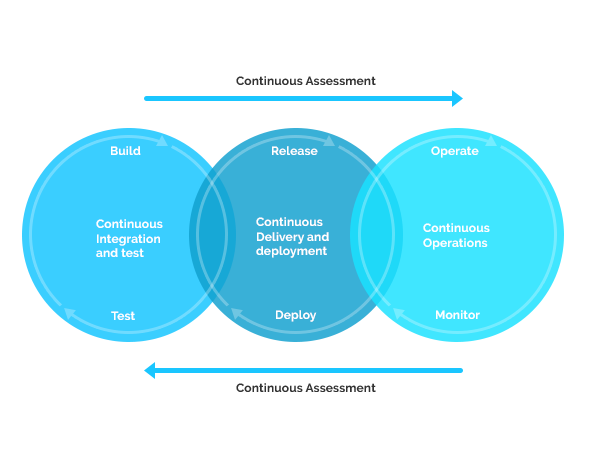 Continuous Assessment
Build
Release
Operate
Continuous
Integration
and test
Continuous
Delivery and
deployment
Continuous
Operations
Test
Deploy
Monitor
Continuous Assessment